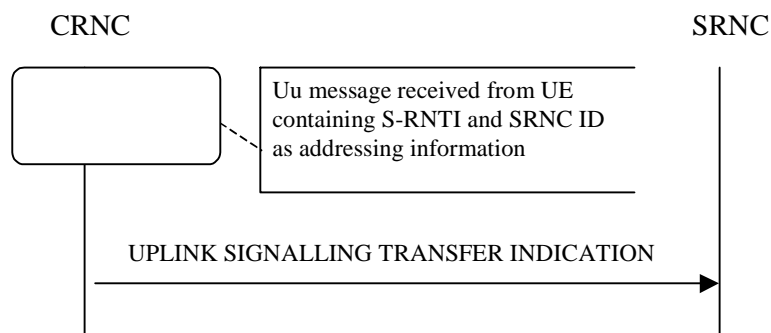 CRNC
SRNC
Uu message received from UE
containing S-RNTI and SRNC ID
as addressing information
UPLINK SIGNALLING TRANSFER INDICATION